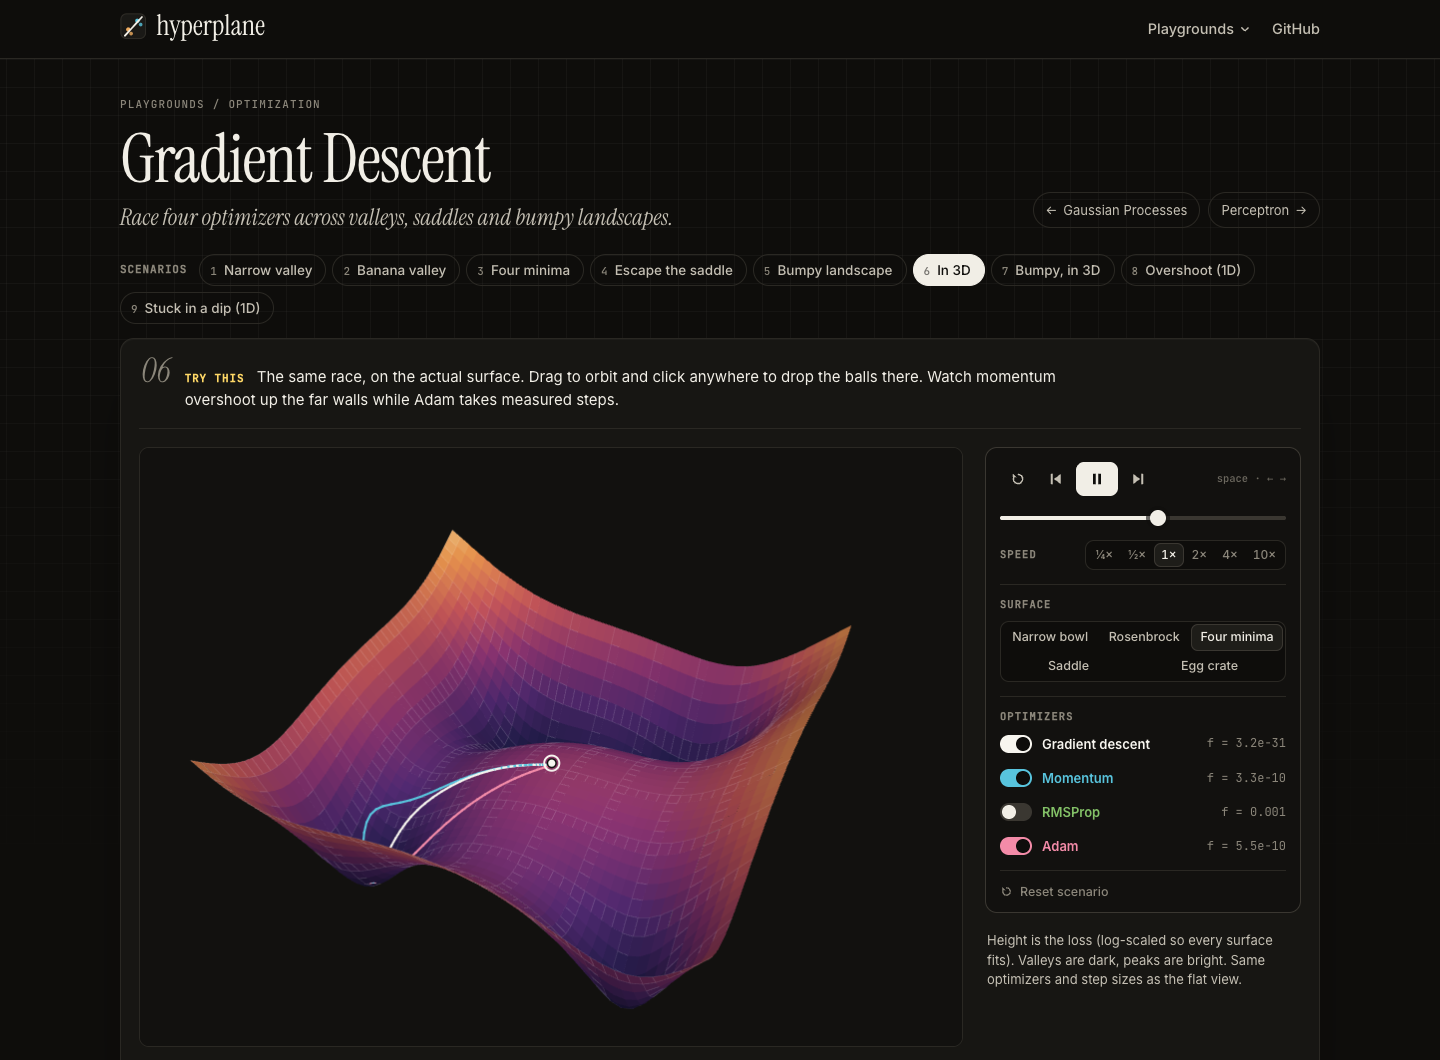 hyperplane
Playgrounds GitHub
PLAYGROUNDS / OPTIMIZATION
Gradient Descent
Race four optimizers across valleys, saddles and bumpy landscapes.
← Gaussian Processes Perceptron →
SCENARIOS 1 Narrow valley 2 Banana valley 3 Four minima 4 Escape the saddle 5 Bumpy landscape 6 In 3D 7 Bumpy, in 3D 8 Overshoot (1D)
9 Stuck in a dip (1D)
06 TRY THIS The same race, on the actual surface. Drag to orbit and click anywhere to drop the balls there. Watch momentum
overshoot up the far walls while Adam takes measured steps.
space · ← →
SPEED ¼× ½× 1× 2× 4× 10×
SURFACE
Narrow bowl Rosenbrock Four minima
Saddle Egg crate
OPTIMIZERS
Gradient descent f = 3.2e-31
Momentum f = 3.3e-10
RMSProp f = 0.001
Adam f = 5.5e-10
Reset scenario
Height is the loss (log-scaled so every surface
fits). Valleys are dark, peaks are bright. Same
optimizers and step sizes as the flat view.